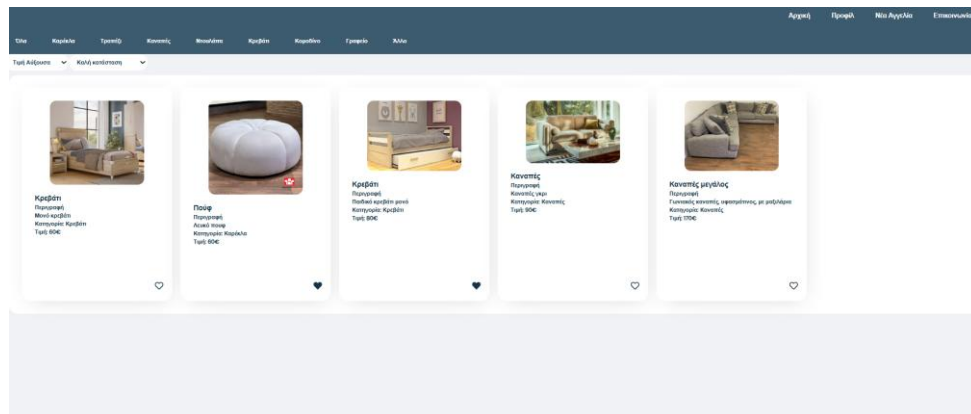 Αρχική Προφίλ Νέα Αγγελία Επικοινωνία
Όλα Καρέκλα Τραπέζι Καναπές Ντουλάπα Κρεβάτι Κομοδίνο Γραφείο Άλλο
Τιμή Αύξουσα Καλή κατάσταση
Κρεβάτι
Περιγραφή
Μονό κρεβάτι
Κατηγορία: Κρεβάτι
Τιμή: 60€
Πούφ
Περιγραφή
Λευκό πουφ
Κατηγορία: Καρέκλα
Τιμή: 60€
Κρεβάτι
Περιγραφή
Παιδικό κρεβάτι μονό
Κατηγορία: Κρεβάτι
Τιμή: 80€
Καναπές
Περιγραφή
Καναπές γκρι
Κατηγορία: Καναπές
Τιμή: 90€
Καναπές μεγάλος
Περιγραφή
Γωνιακός καναπές, υφασμάτινος, με μαξιλάρια
Κατηγορία: Καναπές
Τιμή: 170€